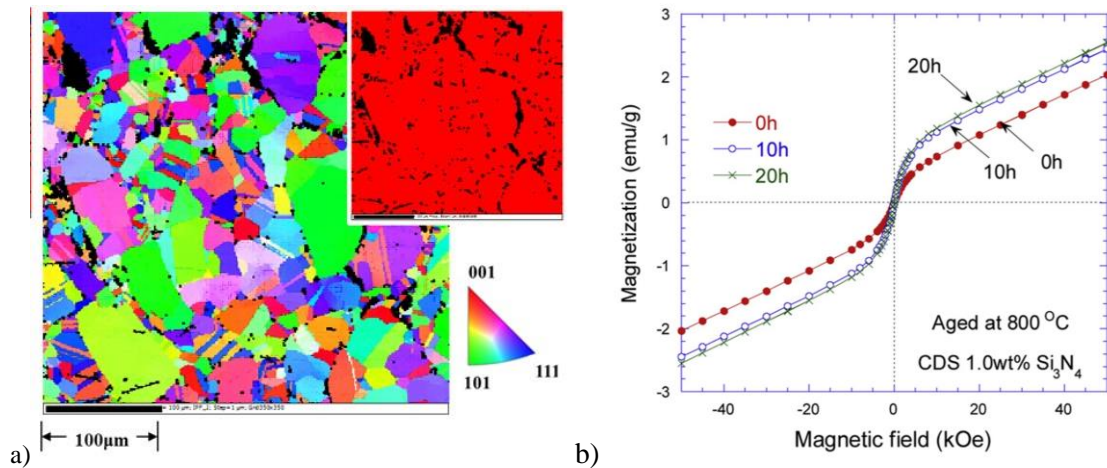 001
101
111
100μm
a)
b)
3
2
1
0
-1
-2
-3
Magnetization (emu/g)
0h
10h
20h
20h
10h
0h
Aged at 800 °C
CDS 1.0wt% Si₃N₄
-40
-20
0
20
40
Magnetic field (kOe)